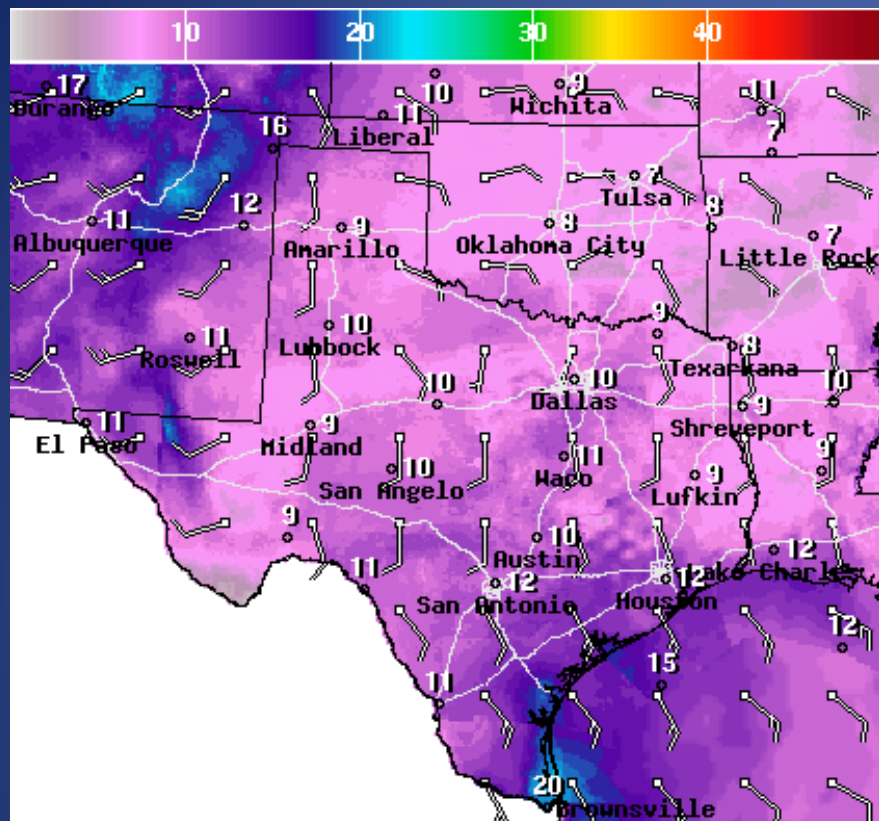 10 20 30 40
17 10 9 11
Durango Wichita
11
Liberal
16 7
7
Tulsa
11 12 9 8 8 7
Albuquerque Amarillo Oklahoma City Little Rock
11 10 9
Roswell Lubbock 8
Texarkana
10 10 10
Dallas
11 9 9
El Paso Midland Shreveport
10 11 9 9
San Angelo Waco Lufkin
9 10 12
Austin
11 12 12 Lake Charles
San Antonio Houston
12
15
11
20
Brownsville